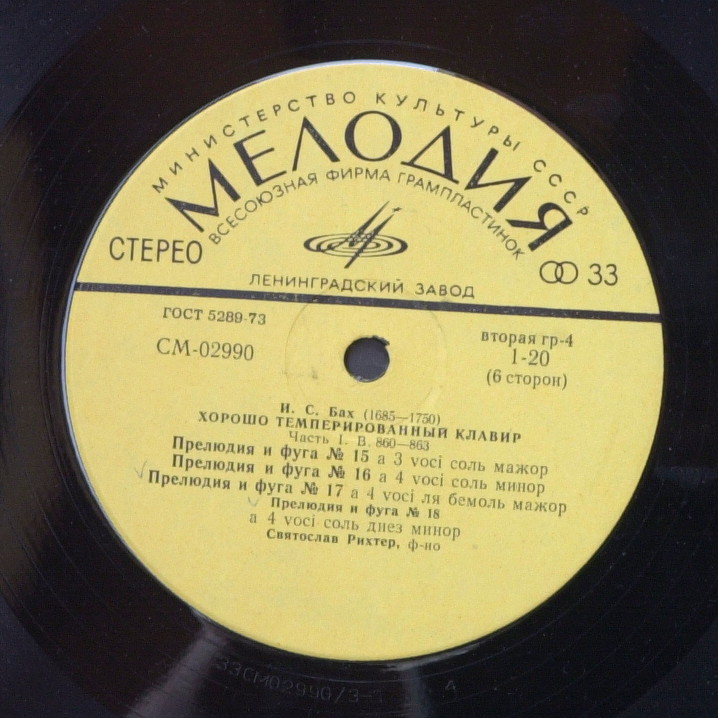 МИНИСТЕРСТВО КУЛЬТУРЫ СССР
МЕЛОДИЯ
ВСЕСОЮЗНАЯ ФИРМА ГРАМПЛАСТИНОК
СТЕРЕО
33
ЛЕНИНГРАДСКИЙ ЗАВОД
ГОСТ 5289-73
вторая гр-4
СМ-02990
1-20
(6 сторон)
И. С. Бах (1685—1750)
ХОРОШО ТЕМПЕРИРОВАННЫЙ КЛАВИР
Часть I. В. 860—863
Прелюдия и фуга № 15 a 3 voci соль мажор
Прелюдия и фуга № 16 a 4 voci соль минор
Прелюдия и фуга № 17 a 4 voci ля бемоль мажор
Прелюдия и фуга № 18
a 4 voci соль диез минор
Святослав Рихтер, ф-но
А